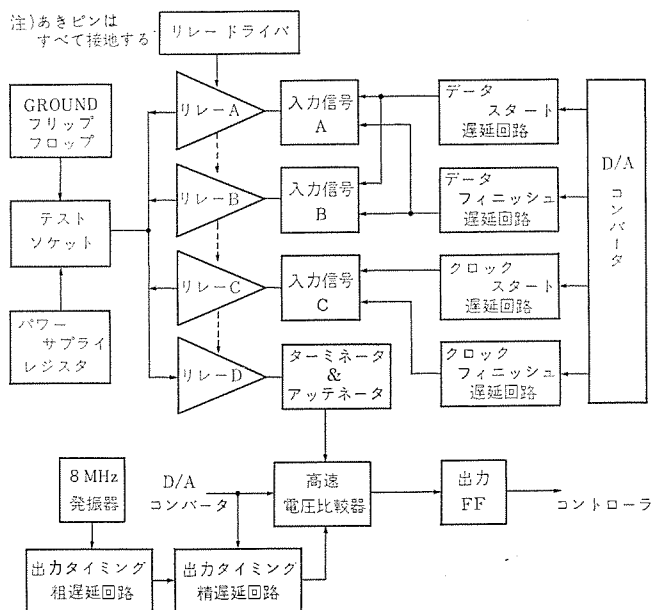 注)あきピンは
すべて接地する
リレードライバ
GROUND
フリップ
フロップ
リレーA
入力信号
A
データ
スタート
遅延回路
D/A
コンバータ
テスト
ソケット
リレーB
入力信号
B
データ
フィニッシュ
遅延回路
リレーC
入力信号
C
クロック
スタート
遅延回路
パワー
サプライ
レジスタ
リレーD
ターミネータ
&
アッテネータ
クロック
フィニッシュ
遅延回路
8 MHz
発振器
D/A
コンバータ
高速
電圧比較器
出力
FF
コントローラ
出力タイミング
粗遅延回路
出力タイミング
精遅延回路